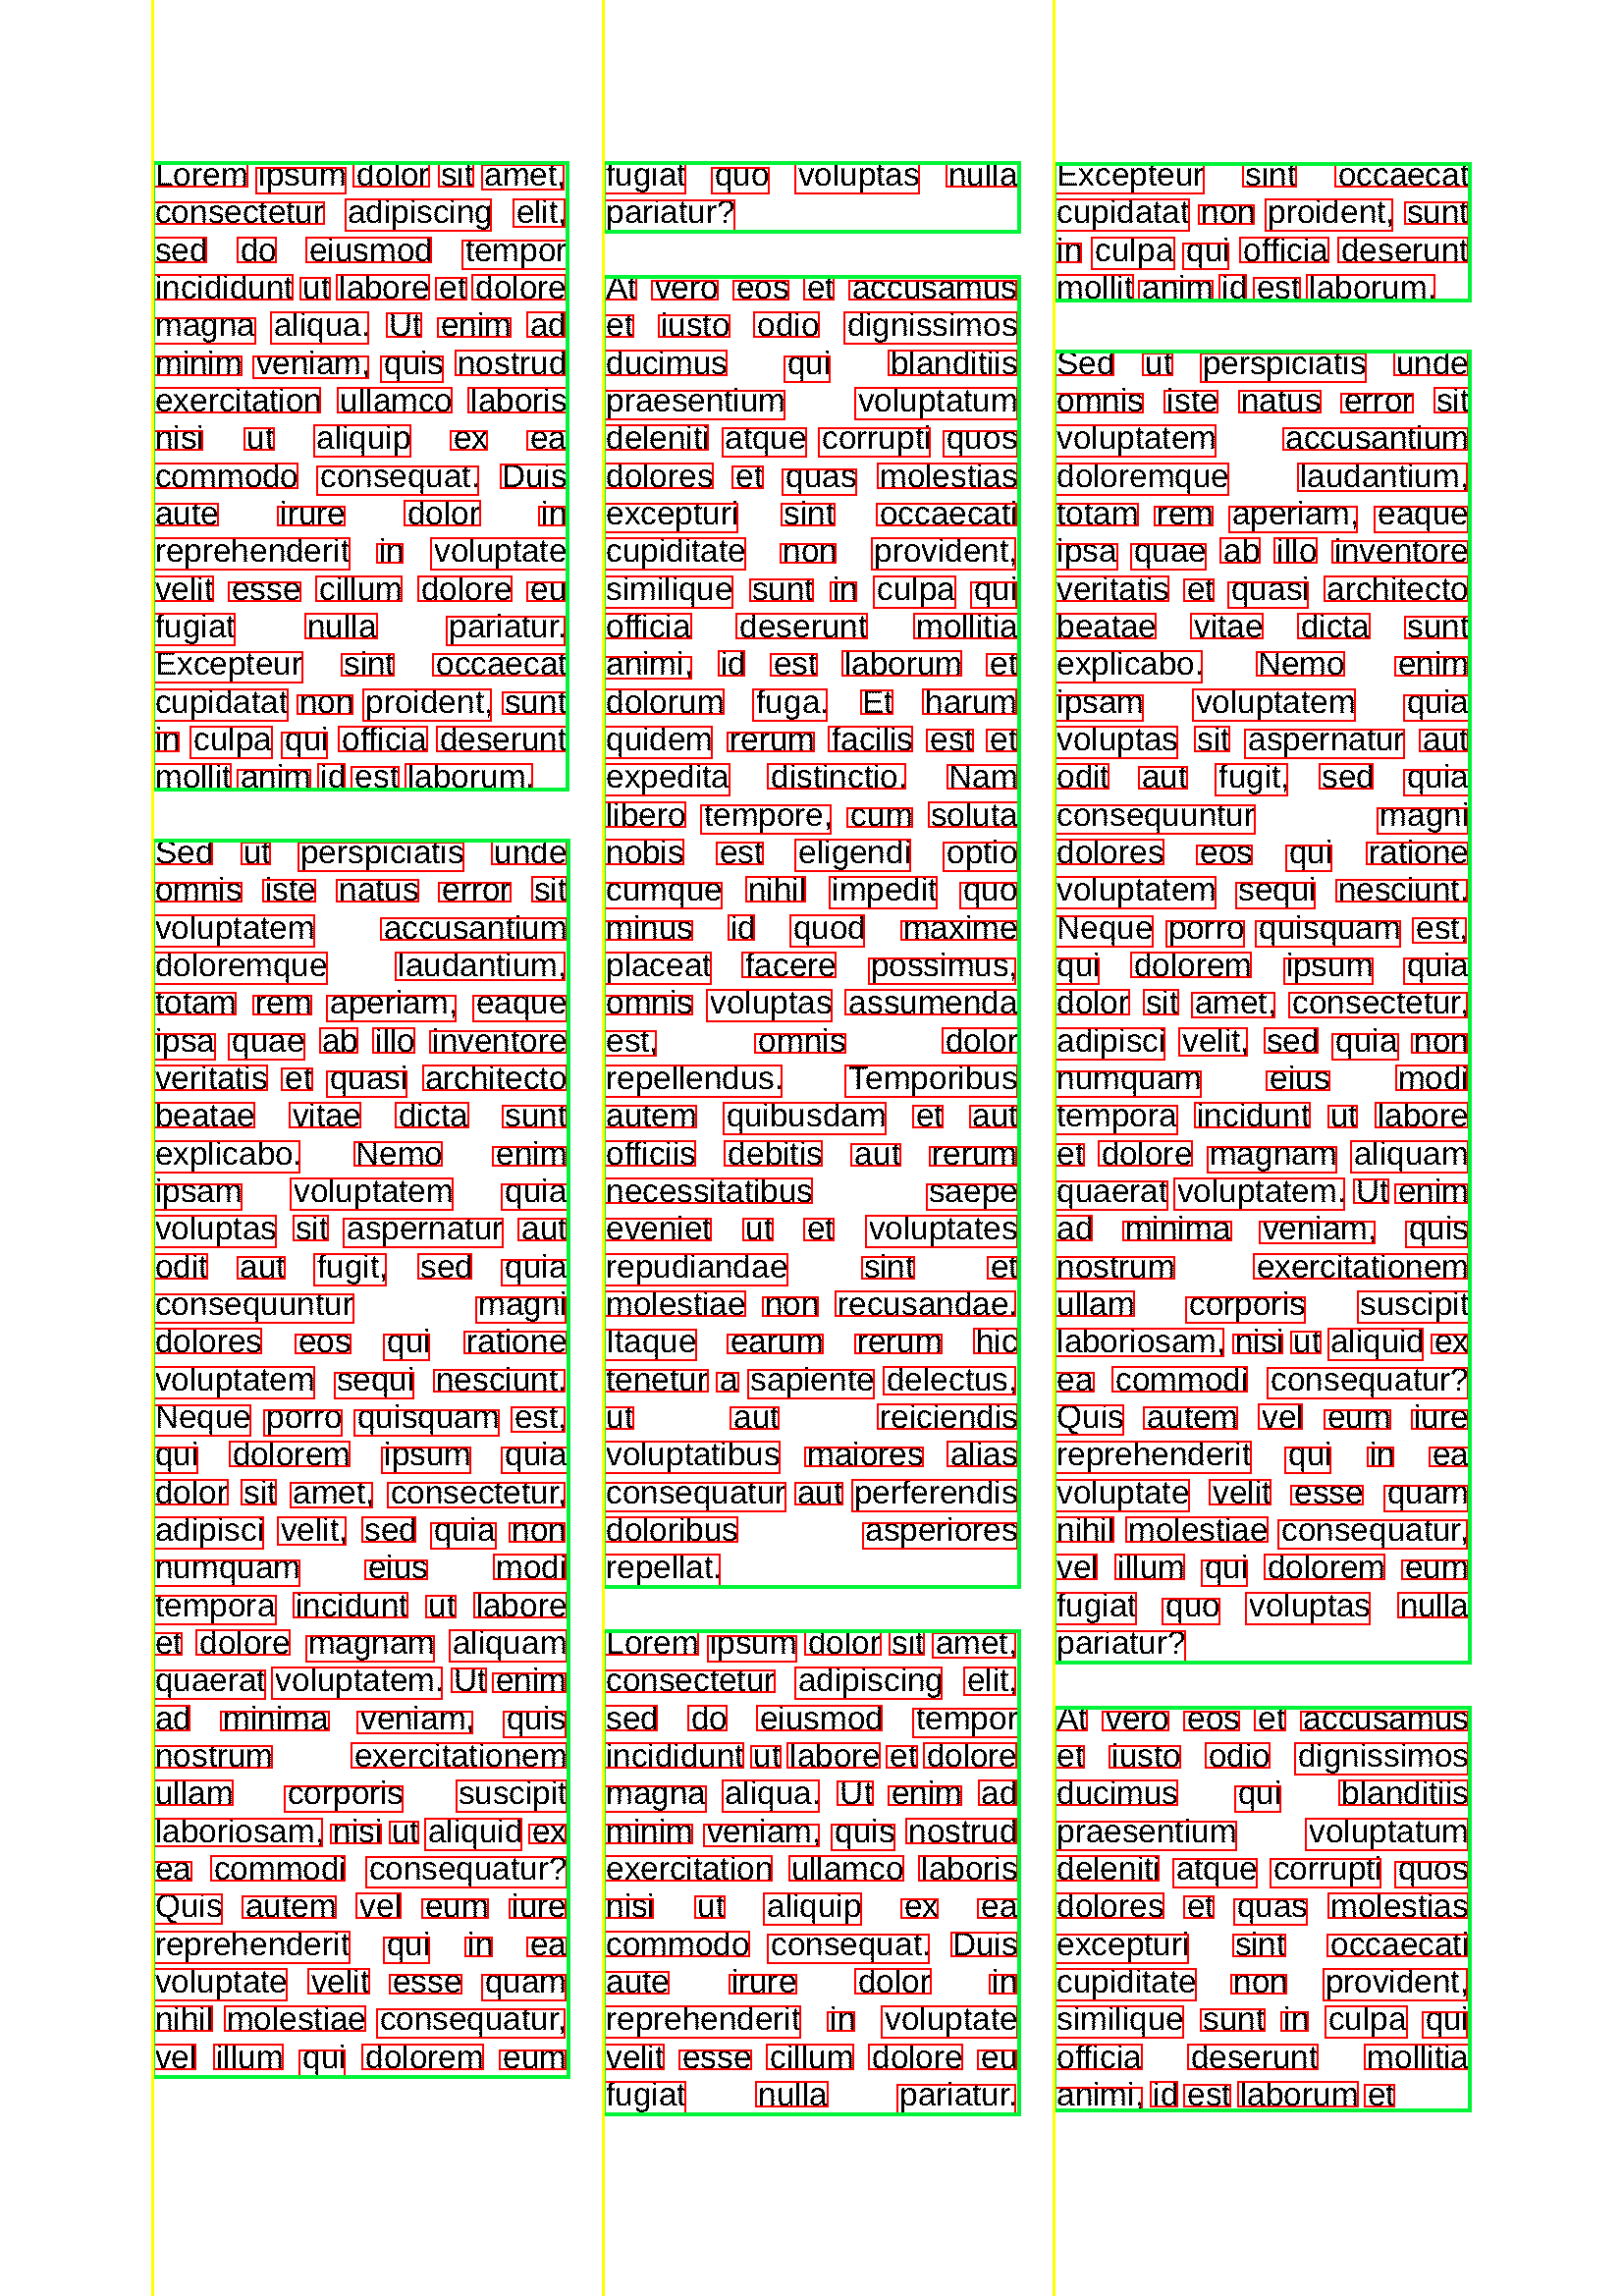 Lorem ipsum dolor sit amet,
consectetur adipiscing elit,
sed do eiusmod tempor
incididunt ut labore et dolore
magna aliqua. Ut enim ad
minim veniam, quis nostrud
exercitation ullamco laboris
nisi ut aliquip ex ea
commodo consequat. Duis
aute irure dolor in
reprehenderit in voluptate
velit esse cillum dolore eu
fugiat nulla pariatur.
Excepteur sint occaecat
cupidatat non proident, sunt
in culpa qui officia deserunt
mollit anim id est laborum.
Sed ut perspiciatis unde
omnis iste natus error sit
voluptatem accusantium
doloremque laudantium,
totam rem aperiam, eaque
ipsa quae ab illo inventore
veritatis et quasi architecto
beatae vitae dicta sunt
explicabo. Nemo enim
ipsam voluptatem quia
voluptas sit aspernatur aut
odit aut fugit, sed quia
consequuntur magni
dolores eos qui ratione
voluptatem sequi nesciunt.
Neque porro quisquam est,
qui dolorem ipsum quia
dolor sit amet, consectetur,
adipisci velit, sed quia non
numquam eius modi
tempora incidunt ut labore
et dolore magnam aliquam
quaerat voluptatem. Ut enim
ad minima veniam, quis
nostrum exercitationem
ullam corporis suscipit
laboriosam, nisi ut aliquid ex
ea commodi consequatur?
Quis autem vel eum iure
reprehenderit qui in ea
voluptate velit esse quam
nihil molestiae consequatur,
vel illum qui dolorem eum
fugiat quo voluptas nulla
pariatur?
At vero eos et accusamus
et iusto odio dignissimos
ducimus qui blanditiis
praesentium voluptatum
deleniti atque corrupti quos
dolores et quas molestias
excepturi sint occaecati
cupiditate non provident,
similique sunt in culpa qui
officia deserunt mollitia
animi, id est laborum et
dolorum fuga. Et harum
quidem rerum facilis est et
expedita distinctio. Nam
libero tempore, cum soluta
nobis est eligendi optio
cumque nihil impedit quo
minus id quod maxime
placeat facere possimus,
omnis voluptas assumenda
est, omnis dolor
repellendus. Temporibus
autem quibusdam et aut
officiis debitis aut rerum
necessitatibus saepe
eveniet ut et voluptates
repudiandae sint et
molestiae non recusandae.
Itaque earum rerum hic
tenetur a sapiente delectus,
ut aut reiciendis
voluptatibus maiores alias
consequatur aut perferendis
doloribus asperiores
repellat.
Lorem ipsum dolor sit amet,
consectetur adipiscing elit,
sed do eiusmod tempor
incididunt ut labore et dolore
magna aliqua. Ut enim ad
minim veniam, quis nostrud
exercitation ullamco laboris
nisi ut aliquip ex ea
commodo consequat. Duis
aute irure dolor in
reprehenderit in voluptate
velit esse cillum dolore eu
fugiat nulla pariatur.
Excepteur sint occaecat
cupidatat non proident, sunt
in culpa qui officia deserunt
mollit anim id est laborum.
Sed ut perspiciatis unde
omnis iste natus error sit
voluptatem accusantium
doloremque laudantium,
totam rem aperiam, eaque
ipsa quae ab illo inventore
veritatis et quasi architecto
beatae vitae dicta sunt
explicabo. Nemo enim
ipsam voluptatem quia
voluptas sit aspernatur aut
odit aut fugit, sed quia
consequuntur magni
dolores eos qui ratione
voluptatem sequi nesciunt.
Neque porro quisquam est,
qui dolorem ipsum quia
dolor sit amet, consectetur,
adipisci velit, sed quia non
numquam eius modi
tempora incidunt ut labore
et dolore magnam aliquam
quaerat voluptatem. Ut enim
ad minima veniam, quis
nostrum exercitationem
ullam corporis suscipit
laboriosam, nisi ut aliquid ex
ea commodi consequatur?
Quis autem vel eum iure
reprehenderit qui in ea
voluptate velit esse quam
nihil molestiae consequatur,
vel illum qui dolorem eum
fugiat quo voluptas nulla
pariatur?
At vero eos et accusamus
et iusto odio dignissimos
ducimus qui blanditiis
praesentium voluptatum
deleniti atque corrupti quos
dolores et quas molestias
excepturi sint occaecati
cupiditate non provident,
similique sunt in culpa qui
officia deserunt mollitia
animi, id est laborum et